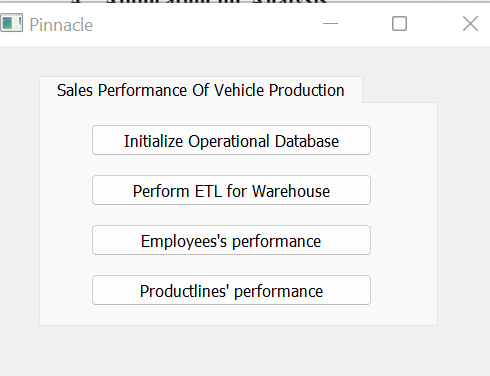 Pinnacle
Sales Performance Of Vehicle Production
Initialize Operational Database
Perform ETL for Warehouse
Employees's performance
Productlines' performance